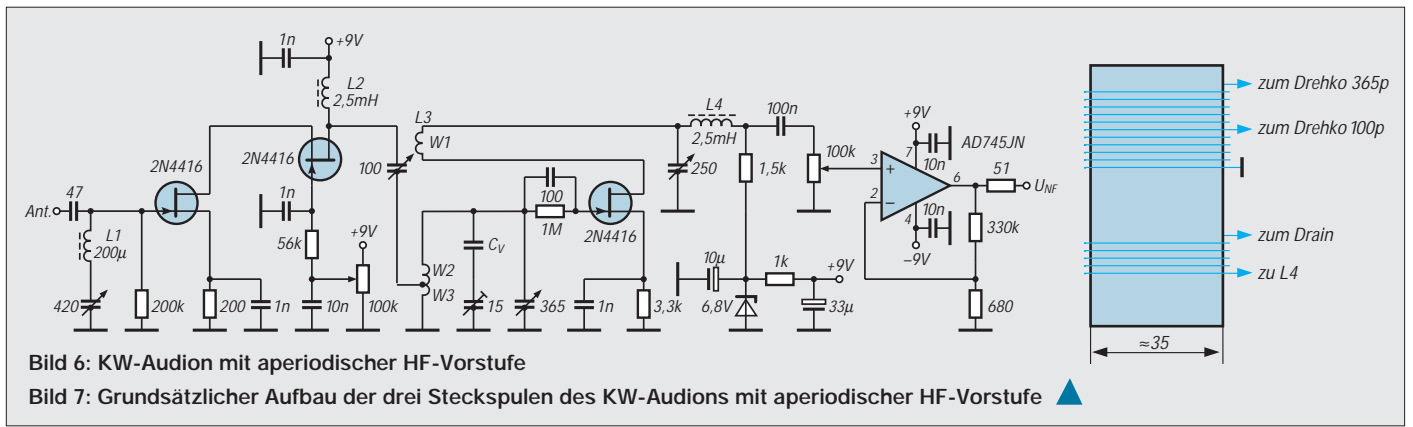 1n
+9V
L2
2,5mH
2N4416
2N4416
1n
47
Ant.
L1
200µ
420
200k
200
1n
56k
10n
+9V
100k
100
L3
W1
W2
W3
C_V
15
365
100
1M
2N4416
1n
3,3k
250
L4
2,5mH
100n
1,5k
100k
10µ
6,8V
1k
+9V
33µ
+9V
7
10n
AD745JN
3
+
2
–
6
4
10n
–9V
51
U_NF
330k
680
zum Drehko 365p
zum Drehko 100p
zum Drain
zu L4
≈35
Bild 6: KW-Audion mit aperiodischer HF-Vorstufe
Bild 7: Grundsätzlicher Aufbau der drei Steckspulen des KW-Audions mit aperiodischer HF-Vorstufe